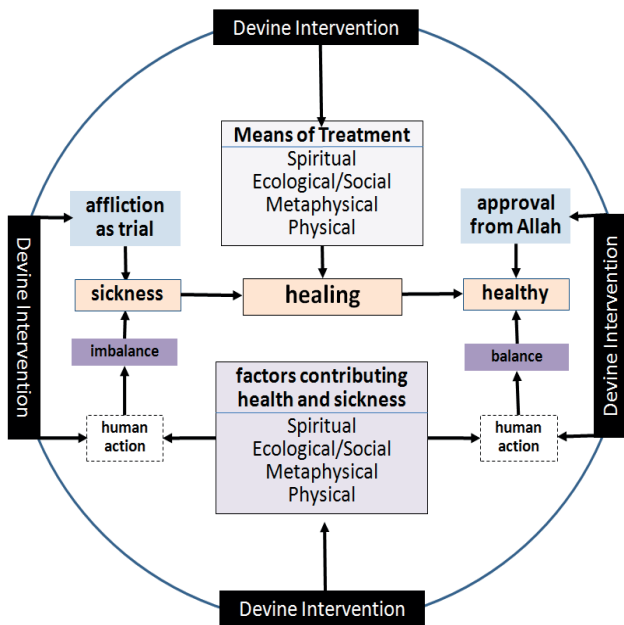 Devine Intervention
Means of Treatment
Spiritual
Ecological/Social
Metaphysical
Physical
affliction
as trial
approval
from Allah
Devine Intervention
Devine Intervention
sickness
healing
healthy
imbalance
balance
factors contributing
health and sickness
Spiritual
Ecological/Social
Metaphysical
Physical
human
action
human
action
Devine Intervention